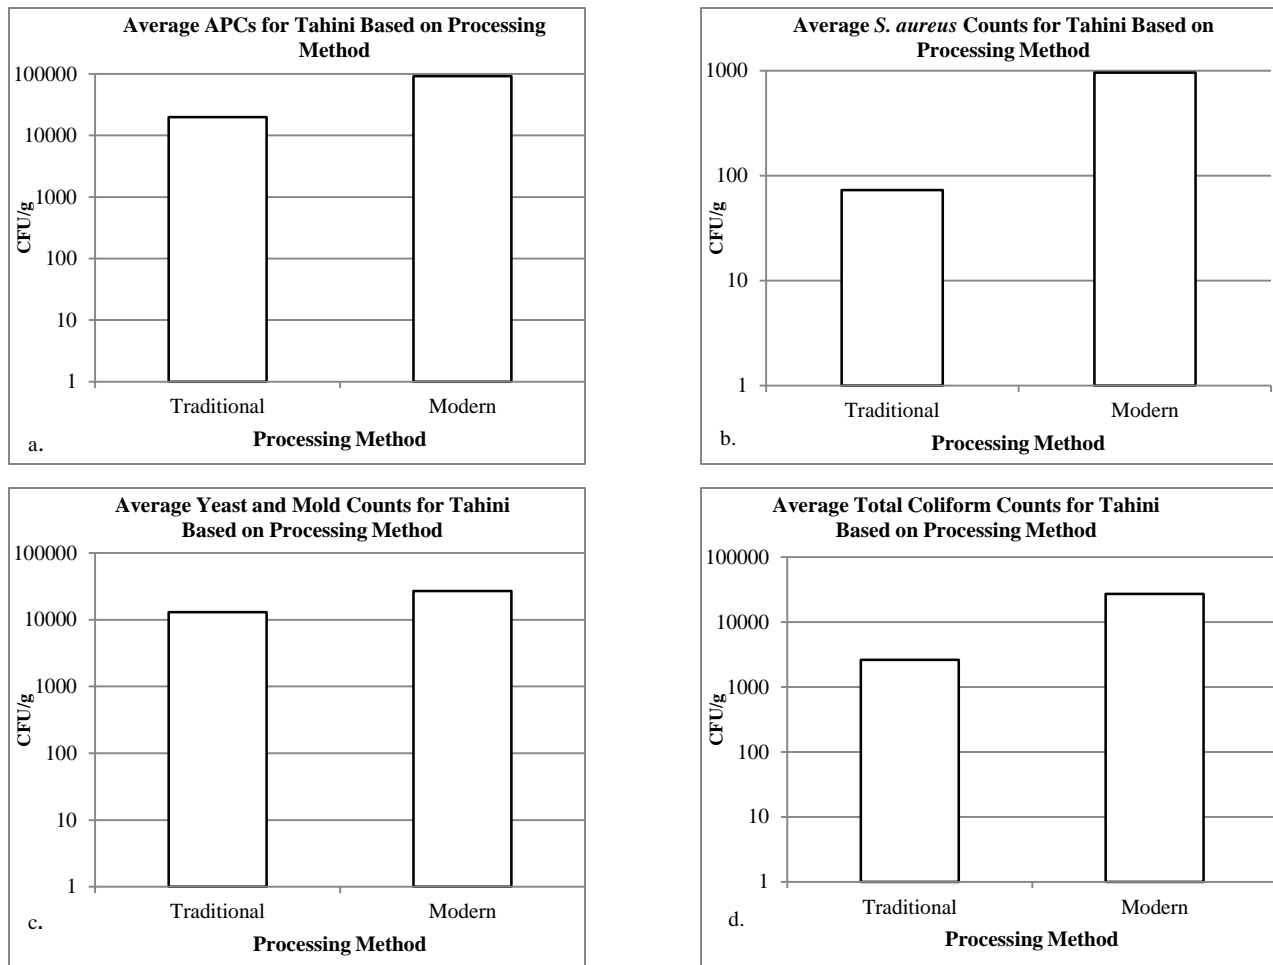 Average APCs for Tahini Based on Processing
Method
100000
10000
1000
100
10
1
CFU/g
Traditional
Modern
Processing Method
a.
Average S. aureus Counts for Tahini Based on
Processing Method
1000
100
10
1
CFU/g
Traditional
Modern
Processing Method
b.
Average Yeast and Mold Counts for Tahini
Based on Processing Method
100000
10000
1000
100
10
1
CFU/g
Traditional
Modern
Processing Method
c.
Average Total Coliform Counts for Tahini
Based on Processing Method
100000
10000
1000
100
10
1
CFU/g
Traditional
Modern
Processing Method
d.